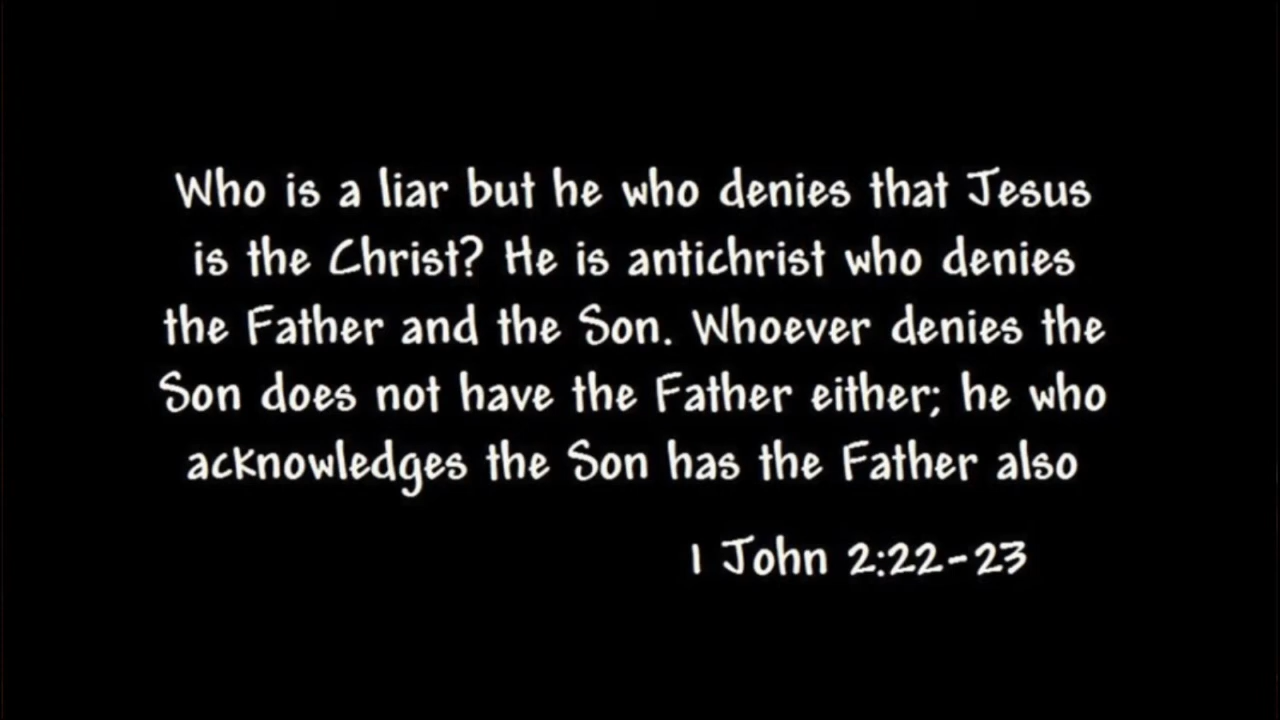 Who is a liar but he who denies that Jesus
is the Christ? He is antichrist who denies
the Father and the Son. Whoever denies the
Son does not have the Father either; he who
acknowledges the Son has the Father also
1 John 2:22-23